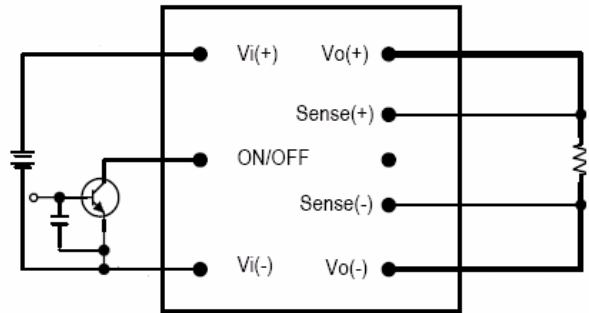 Vi(+) Vo(+)
Sense(+)
ON/OFF
Sense(-)
Vi(-) Vo(-)